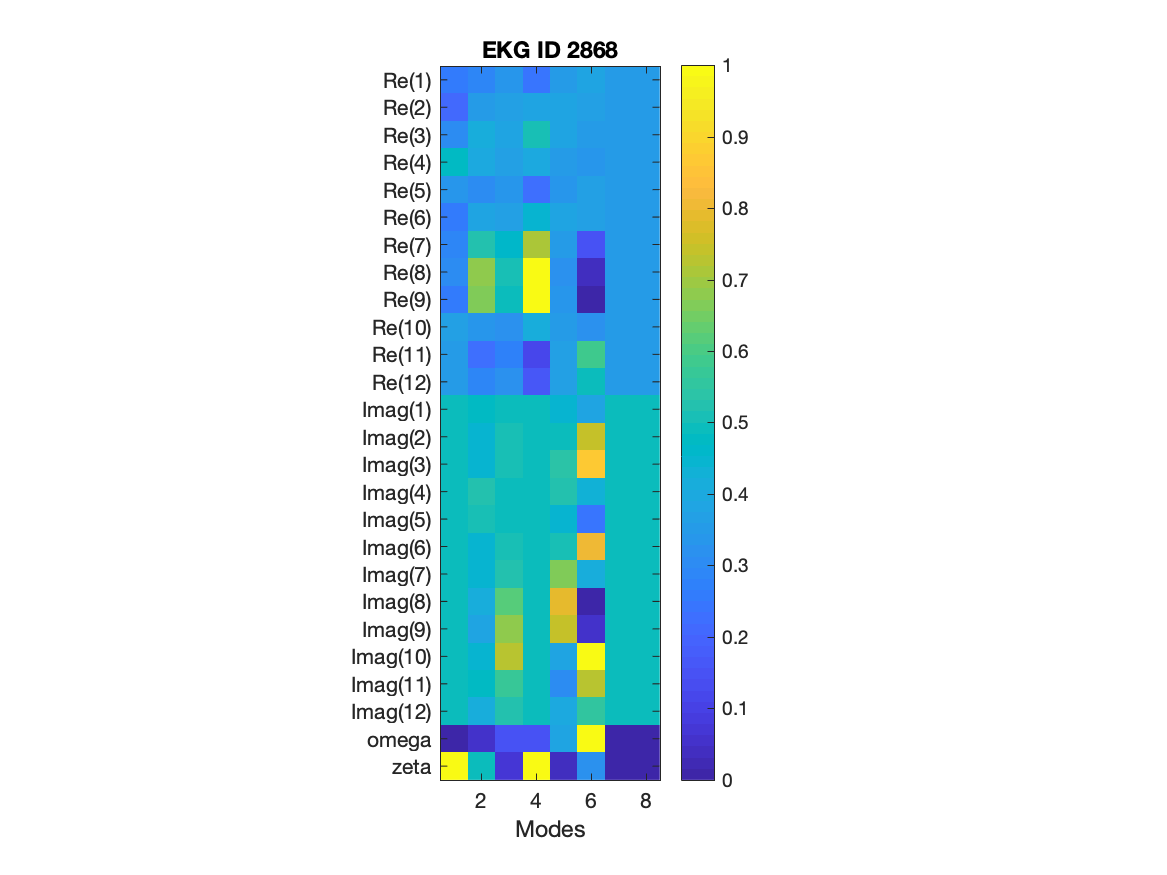 EKG ID 2868
Re(1)
Re(2)
Re(3)
Re(4)
Re(5)
Re(6)
Re(7)
Re(8)
Re(9)
Re(10)
Re(11)
Re(12)
Imag(1)
Imag(2)
Imag(3)
Imag(4)
Imag(5)
Imag(6)
Imag(7)
Imag(8)
Imag(9)
Imag(10)
Imag(11)
Imag(12)
omega
zeta
2 4 6 8
Modes
1
0.9
0.8
0.7
0.6
0.5
0.4
0.3
0.2
0.1
0